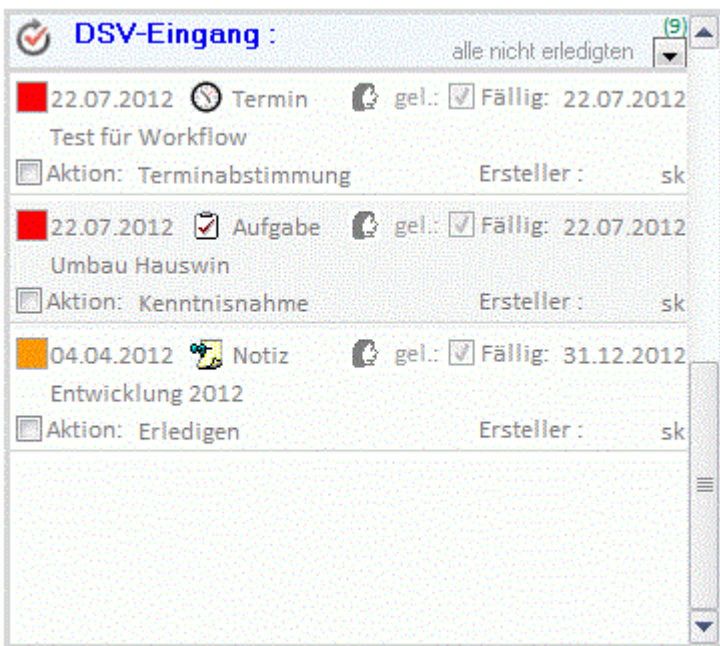 DSV-Eingang :
(9)
alle nicht erledigten
22.07.2012 Termin gel.: Fällig: 22.07.2012
Test für Workflow
Aktion: Terminabstimmung Ersteller : sk
22.07.2012 Aufgabe gel.: Fällig: 22.07.2012
Umbau Hauswin
Aktion: Kenntnisnahme Ersteller : sk
04.04.2012 Notiz gel.: Fällig: 31.12.2012
Entwicklung 2012
Aktion: Erledigen Ersteller : sk